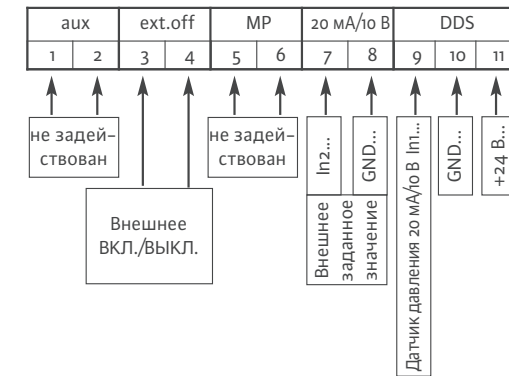 aux ext.off MP 20 мА/10 В DDS
1 2 3 4 5 6 7 8 9 10 11
не задей-
ствован
Внешнее
ВКЛ./ВЫКЛ.
не задей-
ствован
In2...
GND...
Внешнее
заданное
значение
Датчик давления 20 мА/10 В In1...
GND...
+24 В...